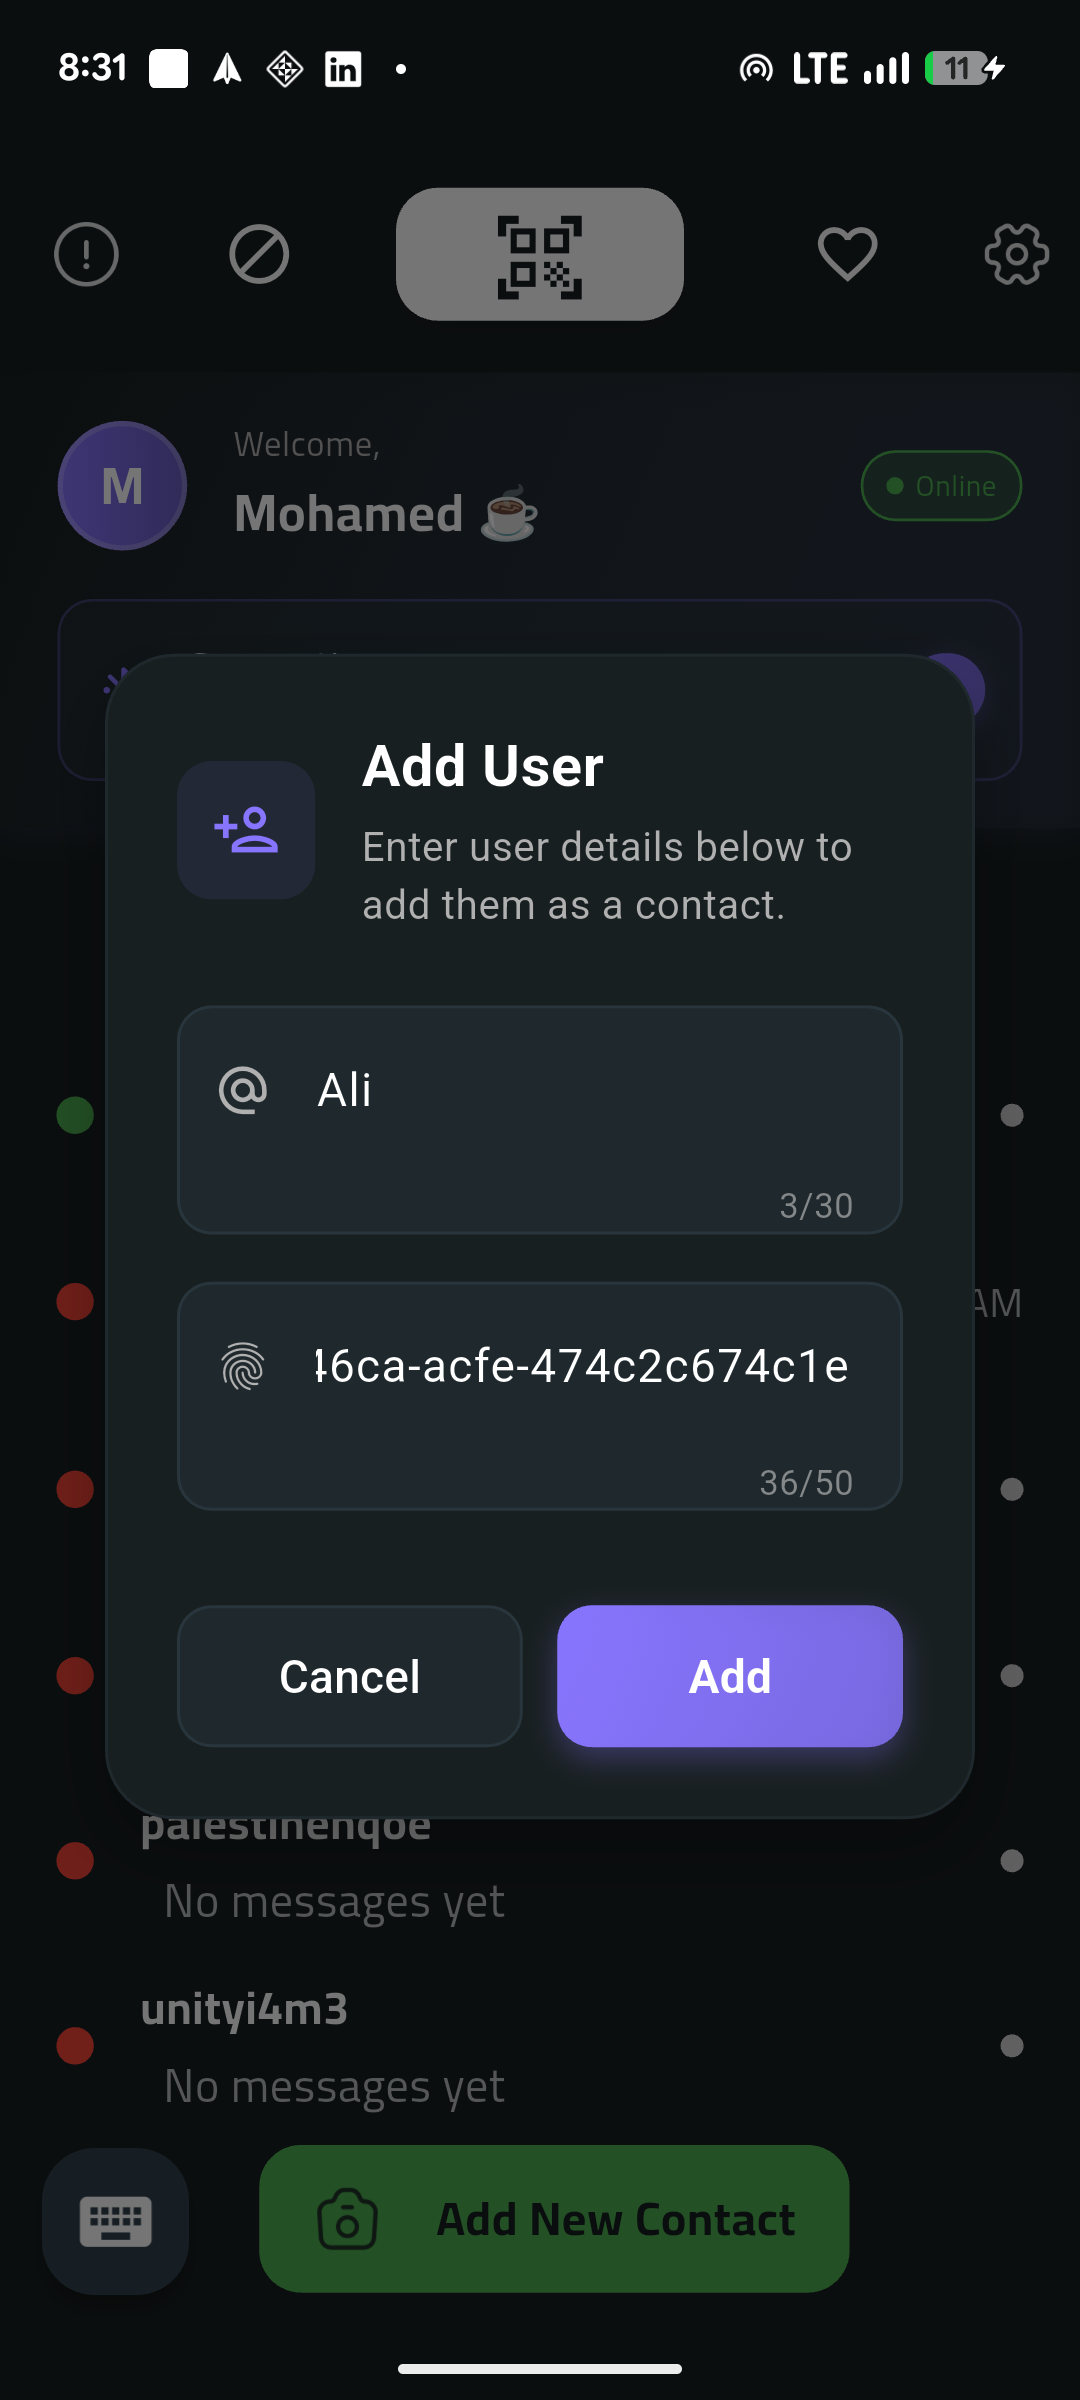 8:31
in
LTE
11
Welcome,
M
Mohamed ☕
Online
Add User
Enter user details below to
add them as a contact.
@ Ali
3/30
AM
46ca-acfe-474c2c674c1e
36/50
Cancel
Add
palestinenqoe
No messages yet
unityi4m3
No messages yet
Add New Contact